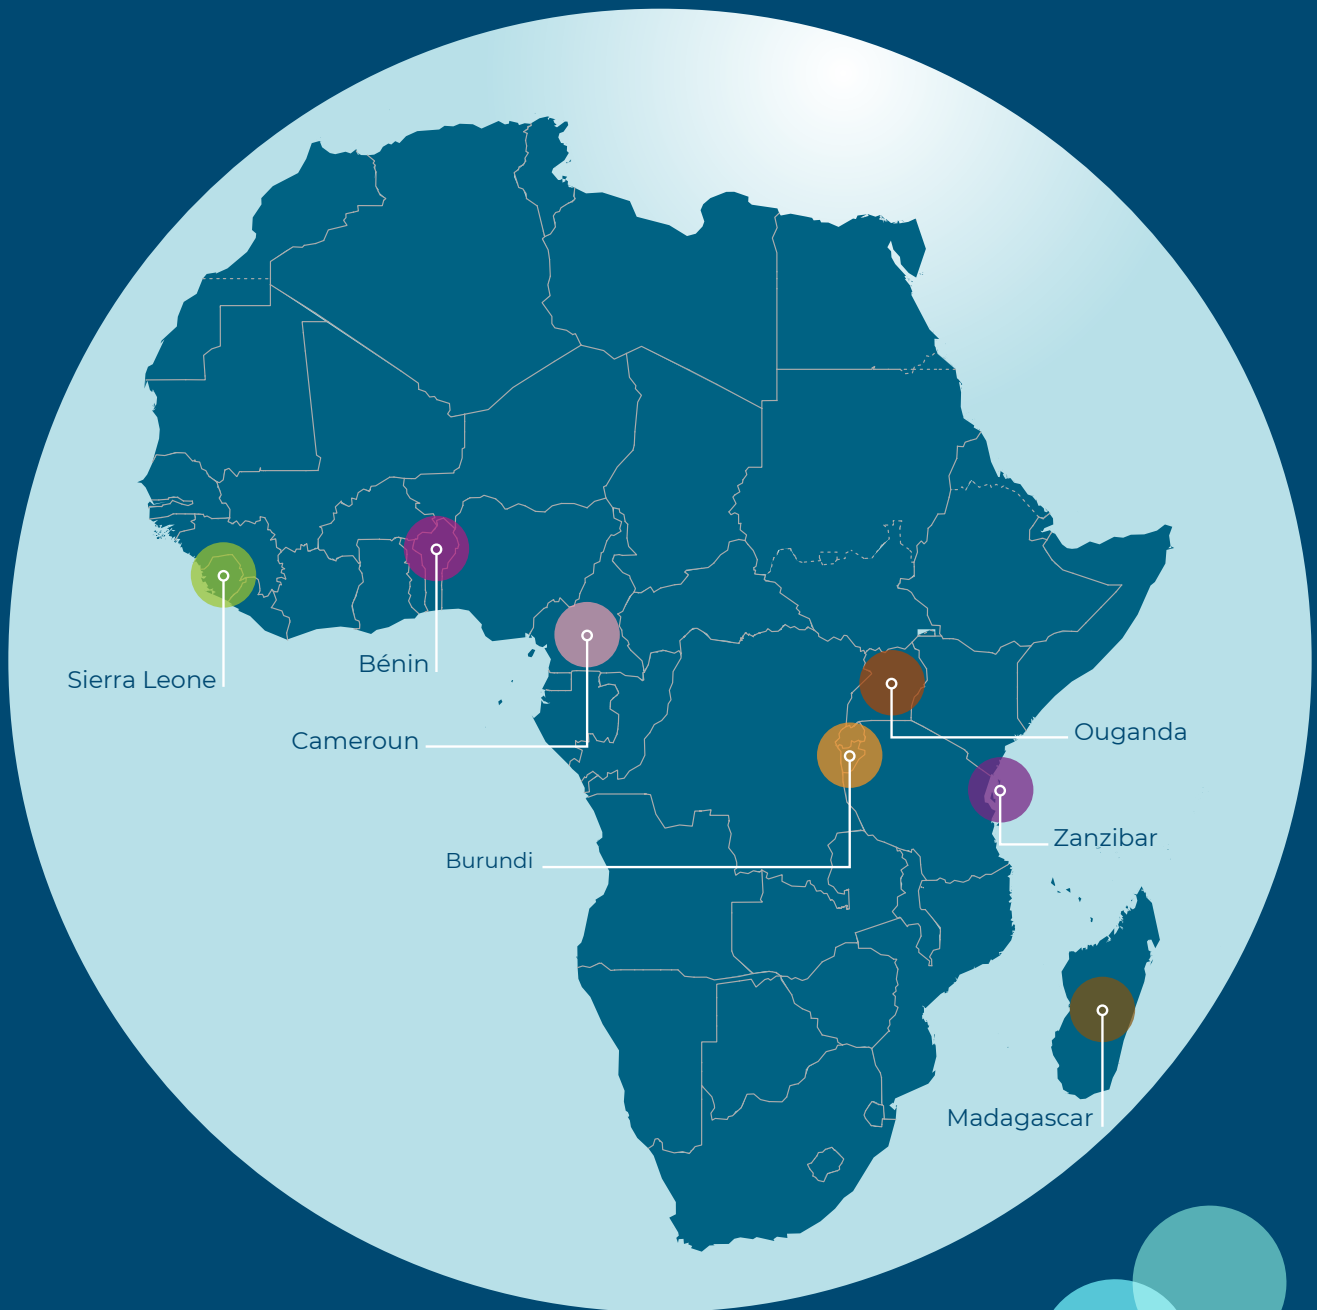 Bénin
Sierra Leone
Cameroun
Ouganda
Zanzibar
Burundi
Madagascar